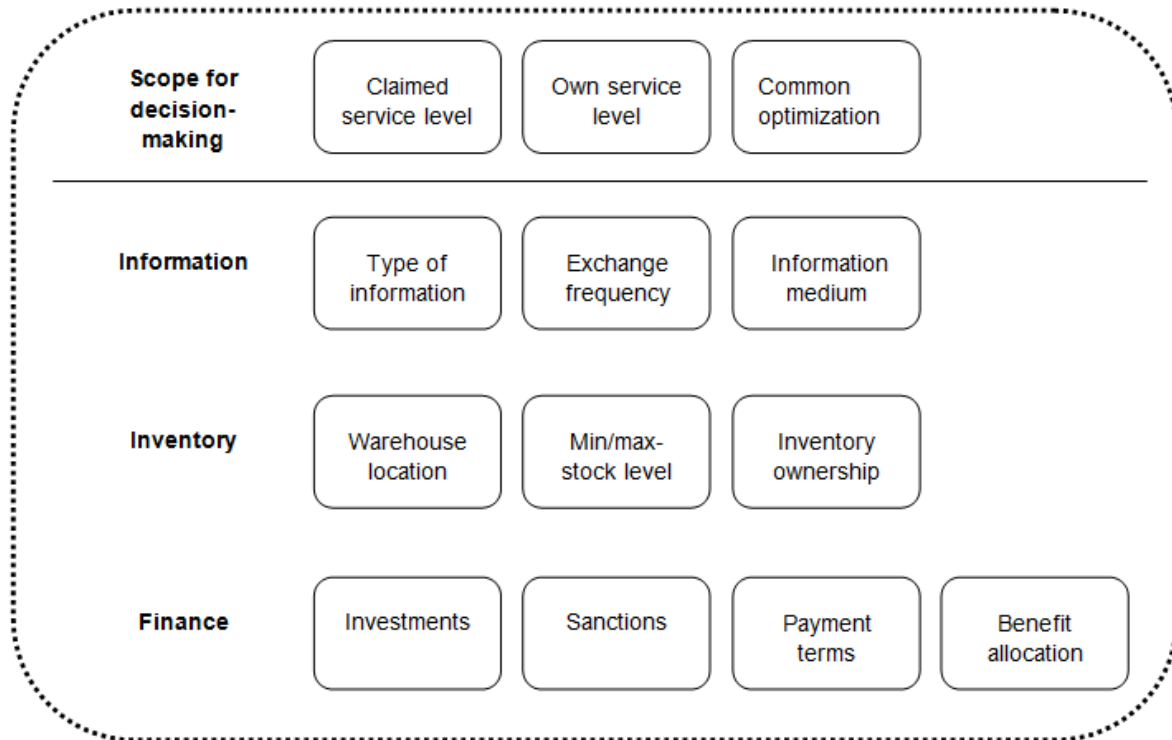 Scope for
decision-
making
Claimed
service level
Own service
level
Common
optimization
Information
Type of
information
Exchange
frequency
Information
medium
Inventory
Warehouse
location
Min/max-
stock level
Inventory
ownership
Finance
Investments
Sanctions
Payment
terms
Benefit
allocation